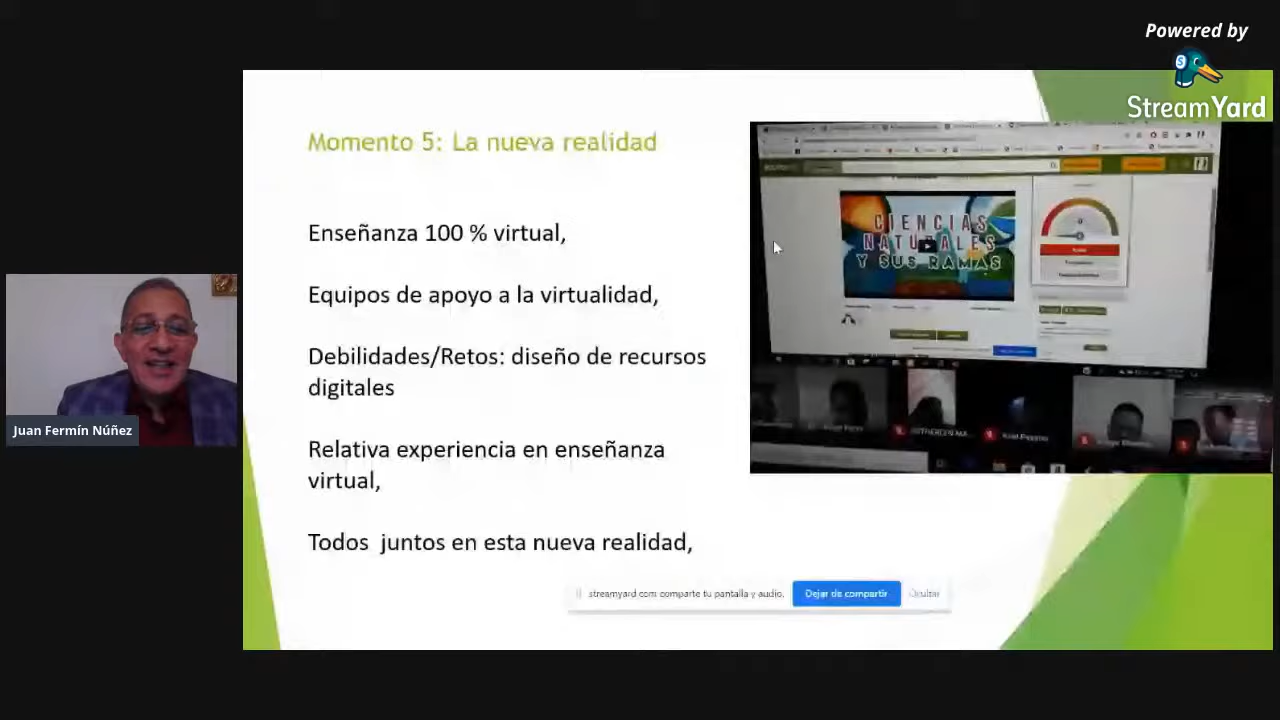 Powered by
StreamYard
Momento 5: La nueva realidad
Enseñanza 100 % virtual,
Equipos de apoyo a la virtualidad,
Debilidades/Retos: diseño de recursos
digitales
Relativa experiencia en enseñanza
virtual,
Todos juntos en esta nueva realidad,
CIENCIAS
NATURALES
Y SUS RAMAS
Juan Fermín Núñez
streamyard.com comparte tu pantalla y audio.
Dejar de compartir
Ocultar